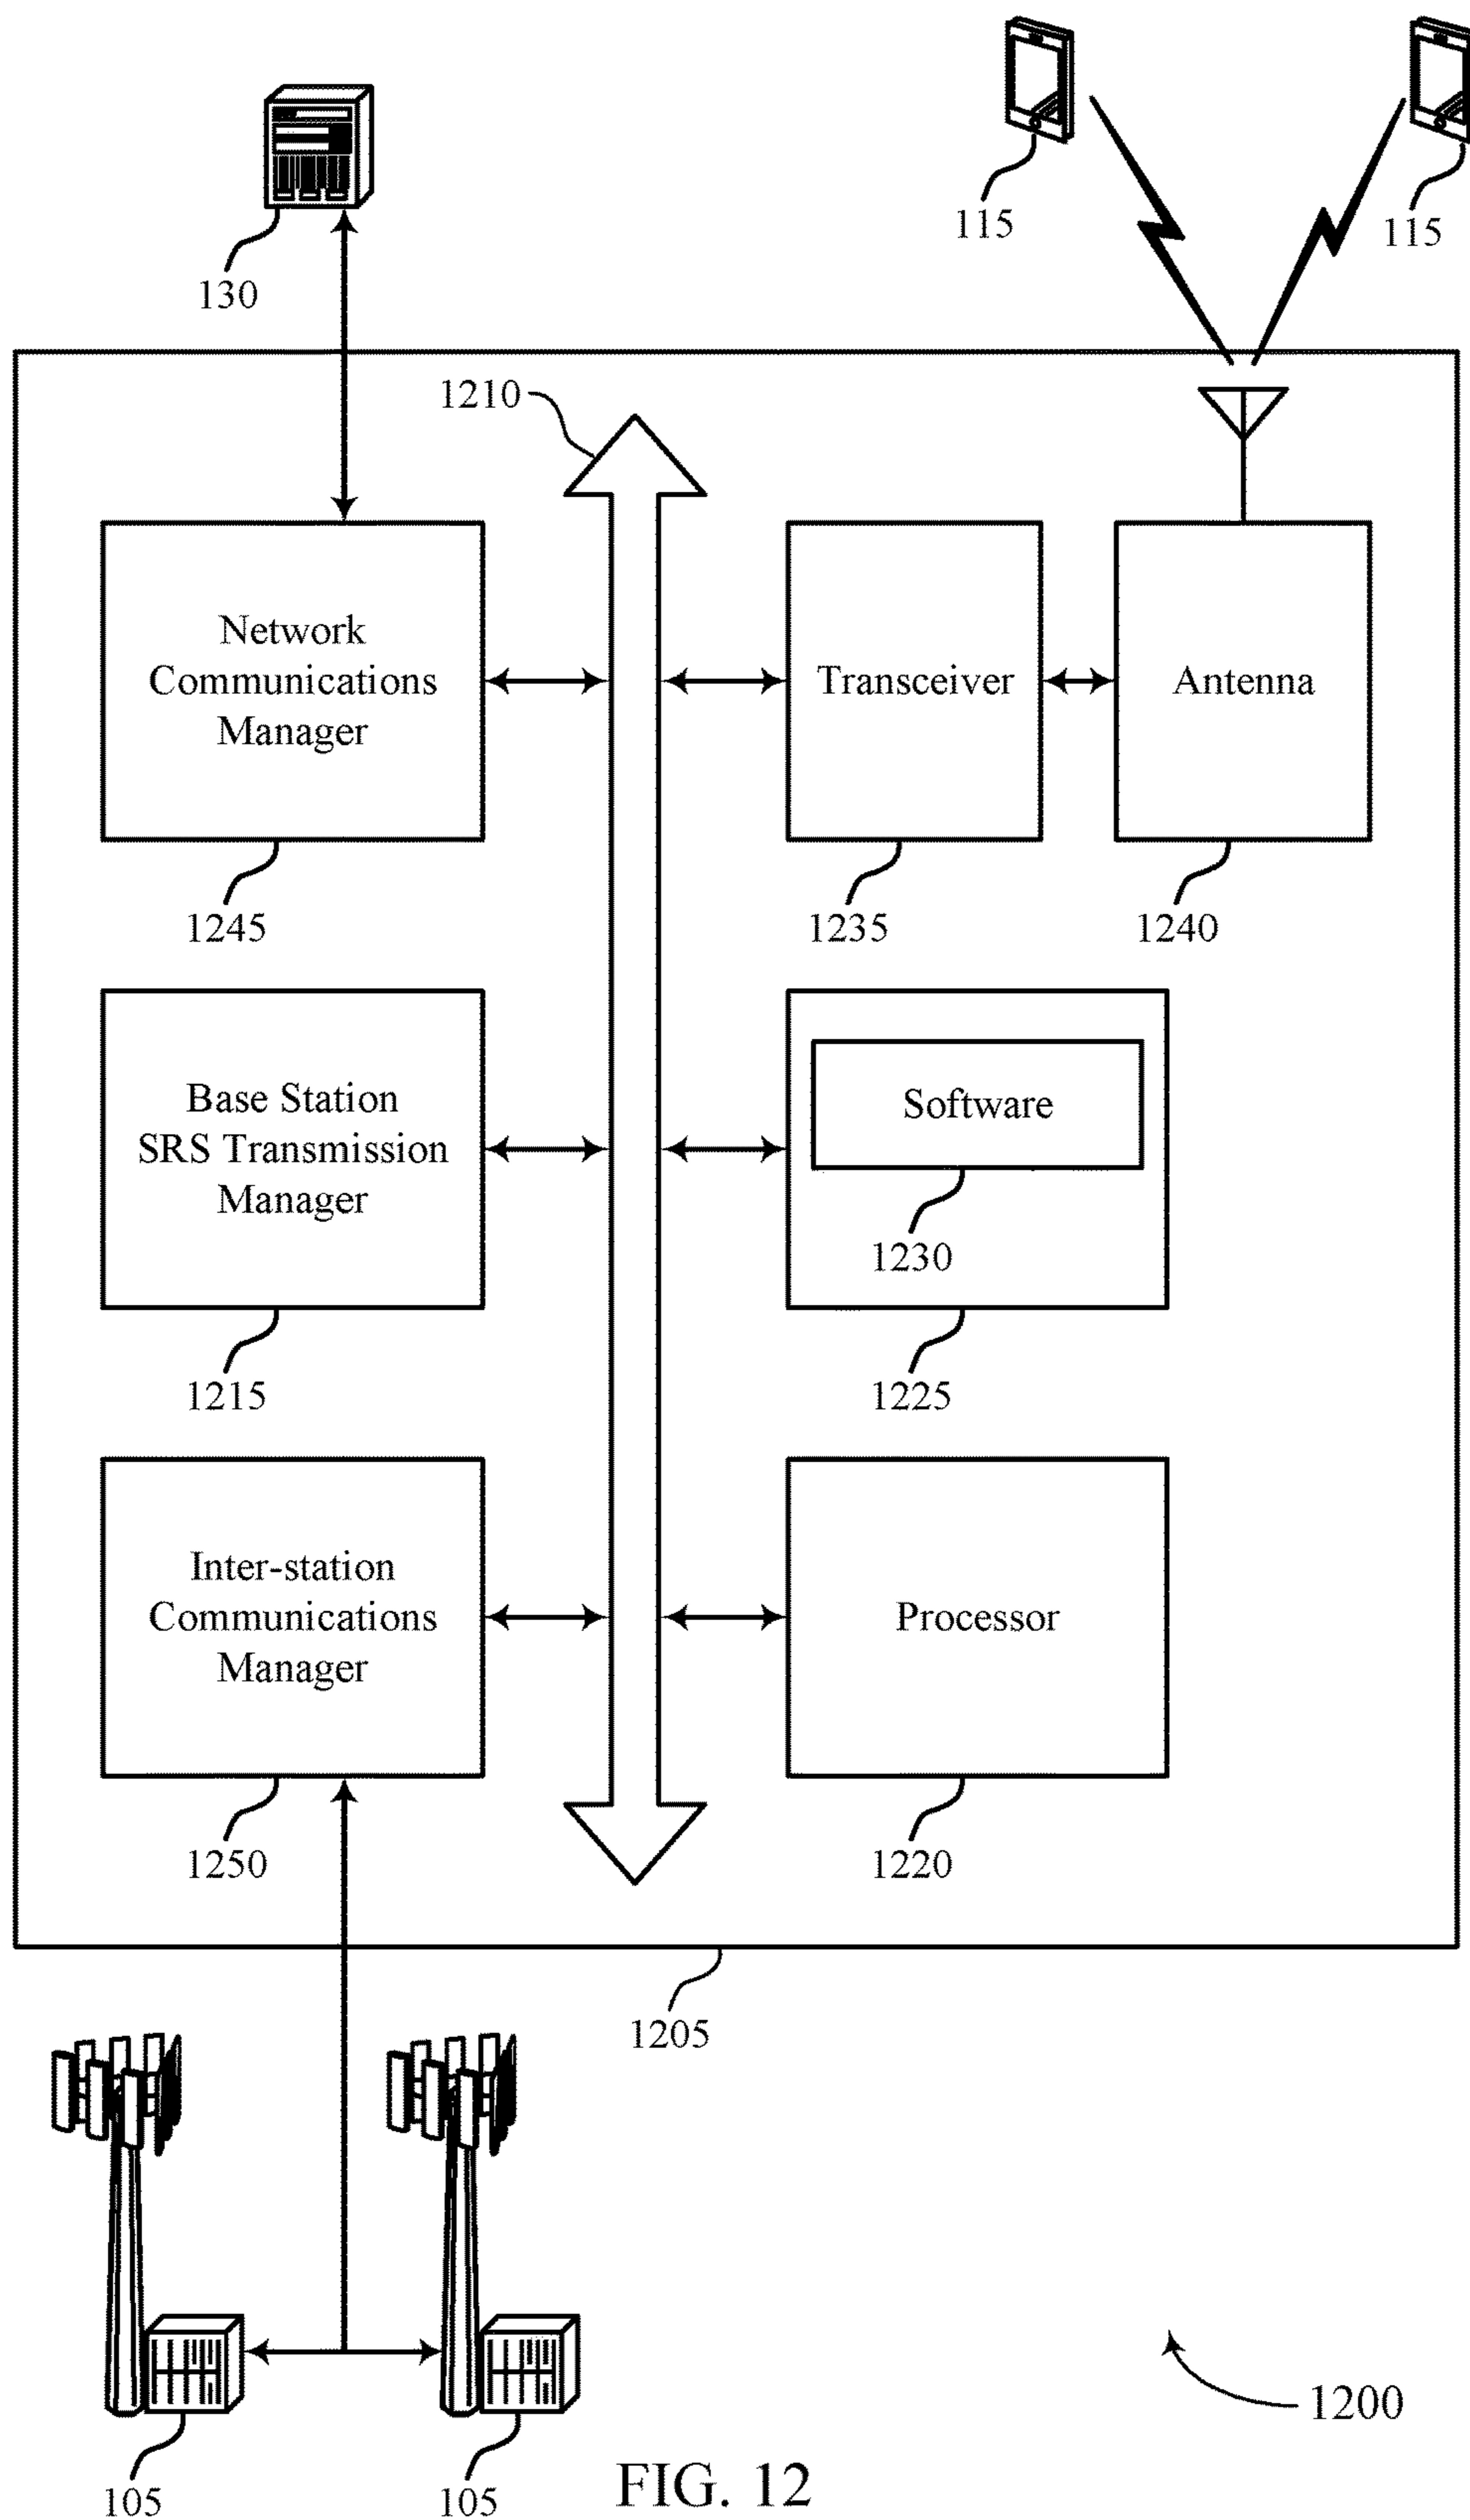 115
115
130
1210
Network
Communications
Manager
Transceiver
Antenna
1245
1235
1240
Base Station
SRS Transmission
Manager
Software
1230
1215
1225
Inter-station
Communications
Manager
Processor
1250
1220
1205
1200
105
105
FIG. 12